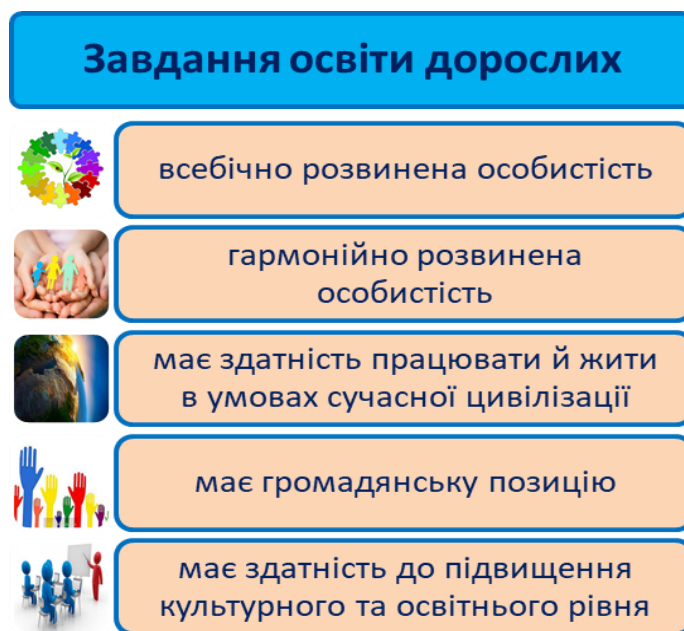 Завдання освіти дорослих
всебічно розвинена особистість
гармонійно розвинена
особистість
має здатність працювати й жити
в умовах сучасної цивілізації
має громадянську позицію
має здатність до підвищення
культурного та освітнього рівня